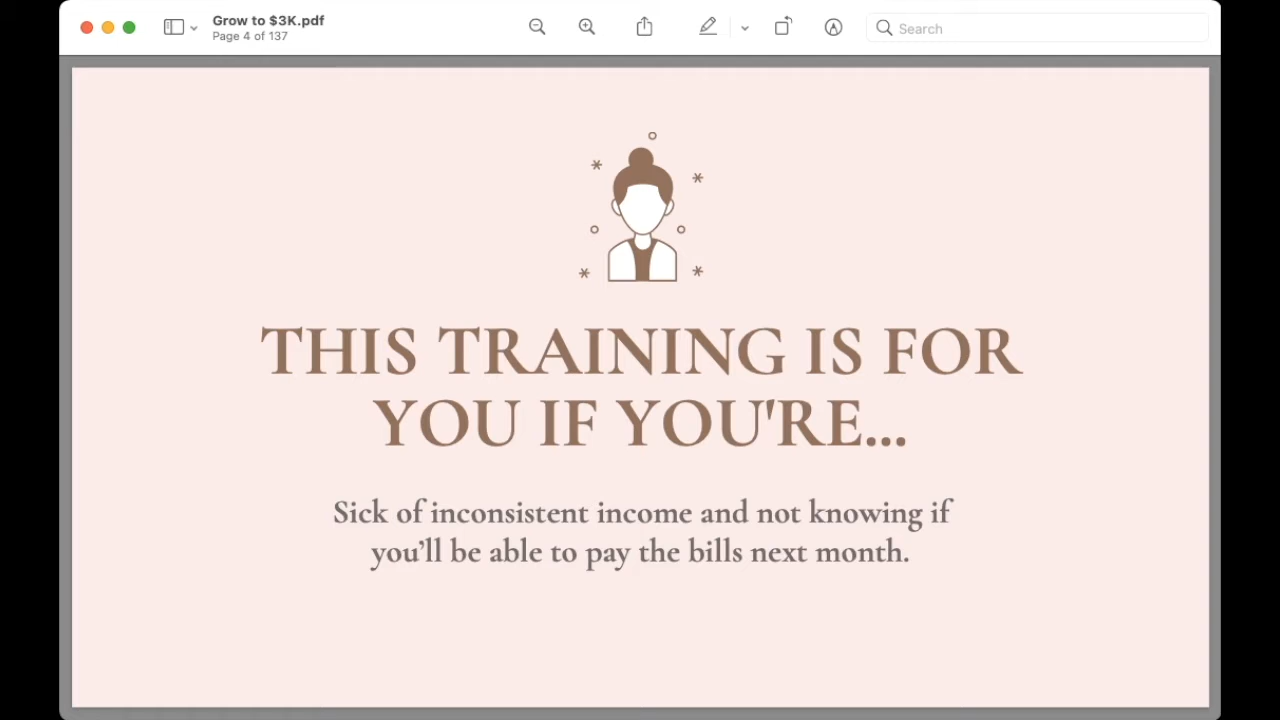 Grow to $3K.pdf
Page 4 of 137
Search
THIS TRAINING IS FOR
YOU IF YOU'RE...
Sick of inconsistent income and not knowing if
you’ll be able to pay the bills next month.